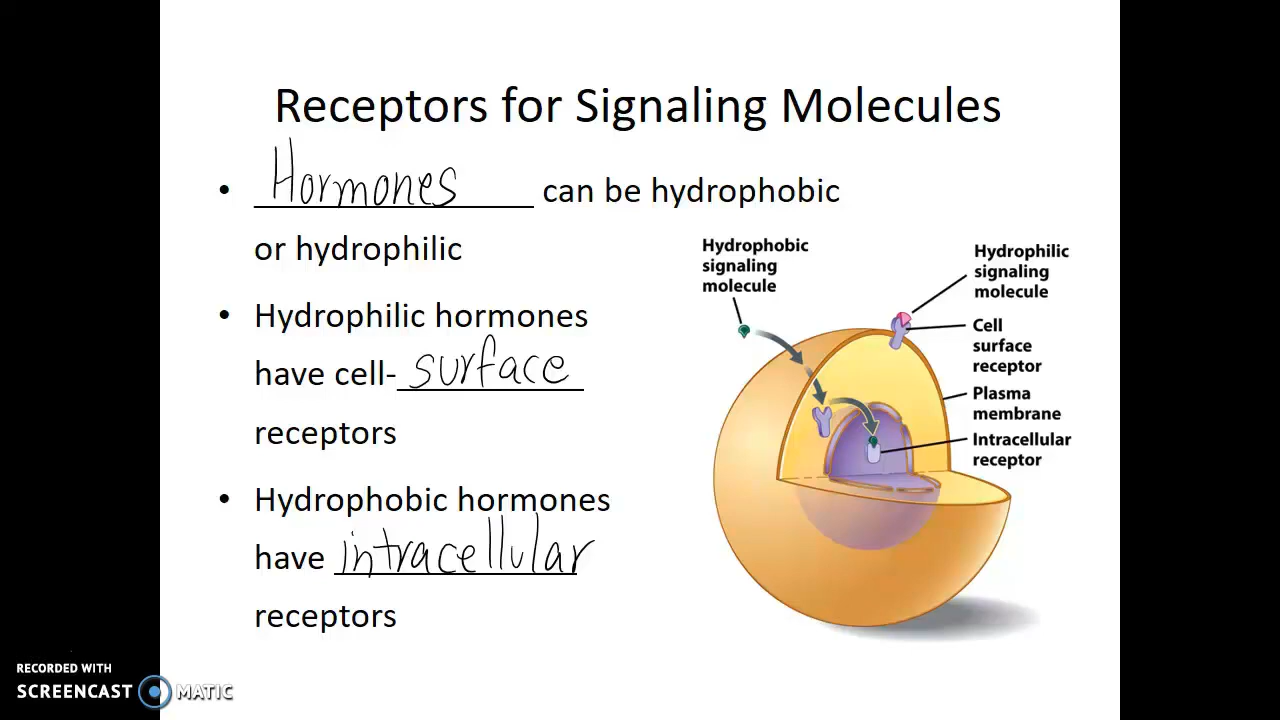 Receptors for Signaling Molecules
• Hormones can be hydrophobic
or hydrophilic
• Hydrophilic hormones
have cell-surface
receptors
• Hydrophobic hormones
have intracellular
receptors
Hydrophobic
signaling
molecule
Hydrophilic
signaling
molecule
Cell
surface
receptor
Plasma
membrane
Intracellular
receptor
RECORDED WITH
SCREENCAST MATIC